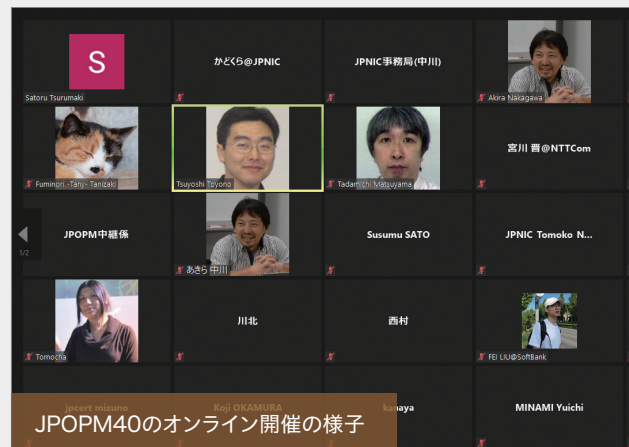 S
Satoru Tsurumaki
かどくら@JPNIC
JPNIC事務局(中川)
Akira Nakagawa
Fuminori -Tany- Tanizaki
Tsuyoshi Toyono
Tadamichi Matsuyama
宮川 晋@NTTCom
1/2
JPOPM中継係
あきら 中川
Susumu SATO
JPNIC Tomoko N...
Tomocha
川北
西村
FEI LIU@SoftBank
jpcert mizuno
Koji OKAMURA
kanaya
MINAMI Yuichi
JPOPM40のオンライン開催の様子